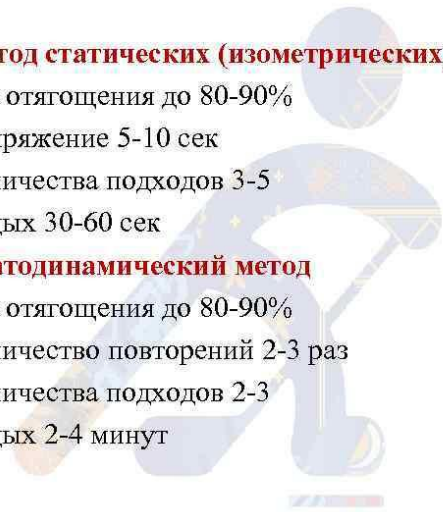 тод статических (изометрических
отягощения до 80-90%
пряжение 5-10 сек
ичества подходов 3-5
ых 30-60 сек
атодинамический метод
отягощения до 80-90%
ичество повторений 2-3 раз
ичества подходов 2-3
ых 2-4 минут